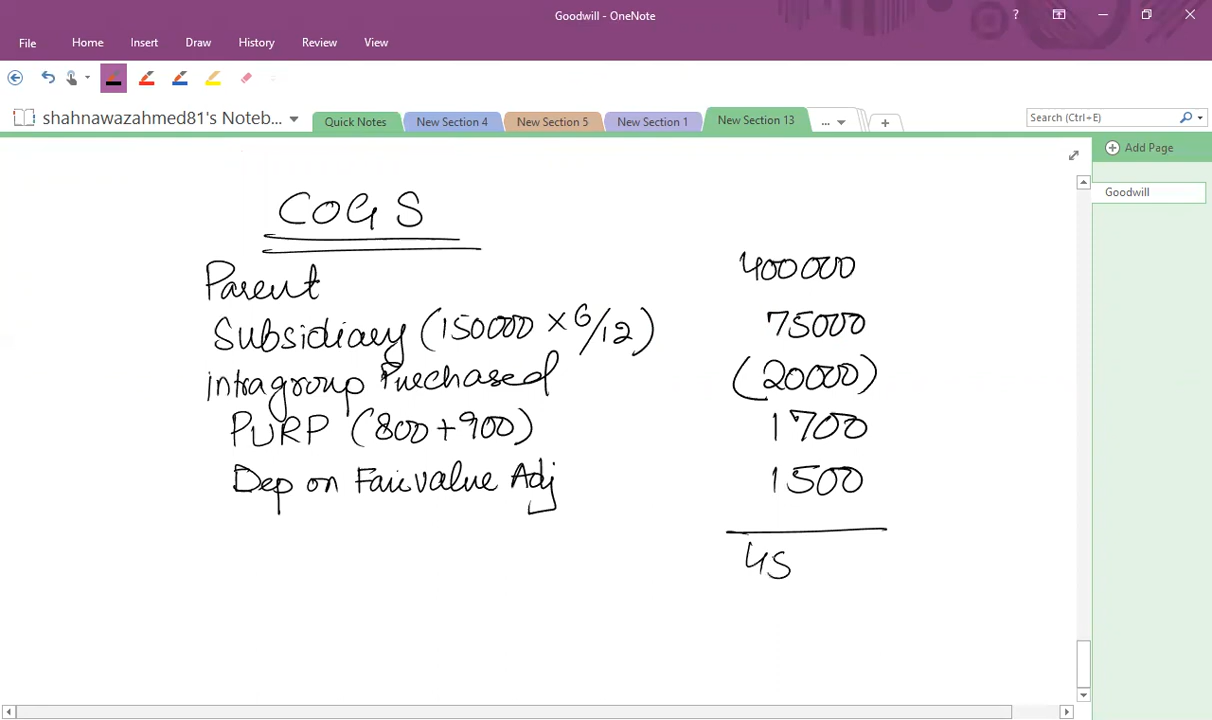 Goodwill - OneNote
?
File Home Insert Draw History Review View
shahnawazahmed81's Noteb... Quick Notes New Section 4 New Section 5 New Section 1 New Section 13 ... + Search (Ctrl+E)
Add Page
Goodwill
COGS
Parent 400000
Subsidiary (150000 × 6/12) 75000
intragroup Purchased (20000)
PURP (800+900) 1700
Dep on Fairvalue Adj 1500
45